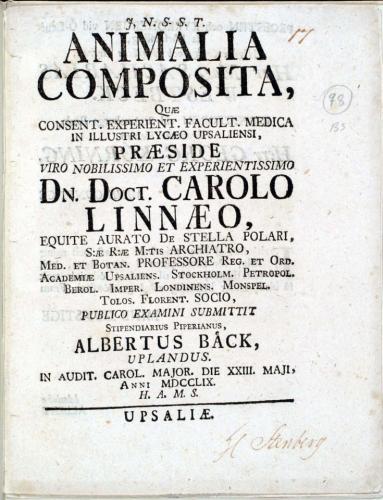 J. N. S. S. T.
17
ANIMALIA
COMPOSITA,
QUÆ
CONSENT. EXPERIENT. FACULT. MEDICA
IN ILLUSTRI LYCÆO UPSALIENSI,
PRÆSIDE
VIRO NOBILISSIMO ET EXPERIENTISSIMO
DN. DOCT. CAROLO
LINNÆO,
EQUITE AURATO DE STELLA POLARI,
S:Æ R:Æ M:TIS ARCHIATRO,
MED. ET BOTAN. PROFESSORE REG. ET ORD.
ACADEMIÆ UPSALIENS. STOCKHOLM. PETROPOL.
BEROL. IMPER. LONDINENS. MONSPEL.
TOLOS. FLORENT. SOCIO,
PUBLICO EXAMINI SUBMITTIT
STIPENDIARIUS PIPERIANUS,
ALBERTUS BÅCK,
UPLANDUS.
IN AUDIT. CAROL. MAJOR. DIE XXIII. MAJI,
ANNI MDCCLIX.
H. A. M. S.
UPSALIÆ.
Stenberg